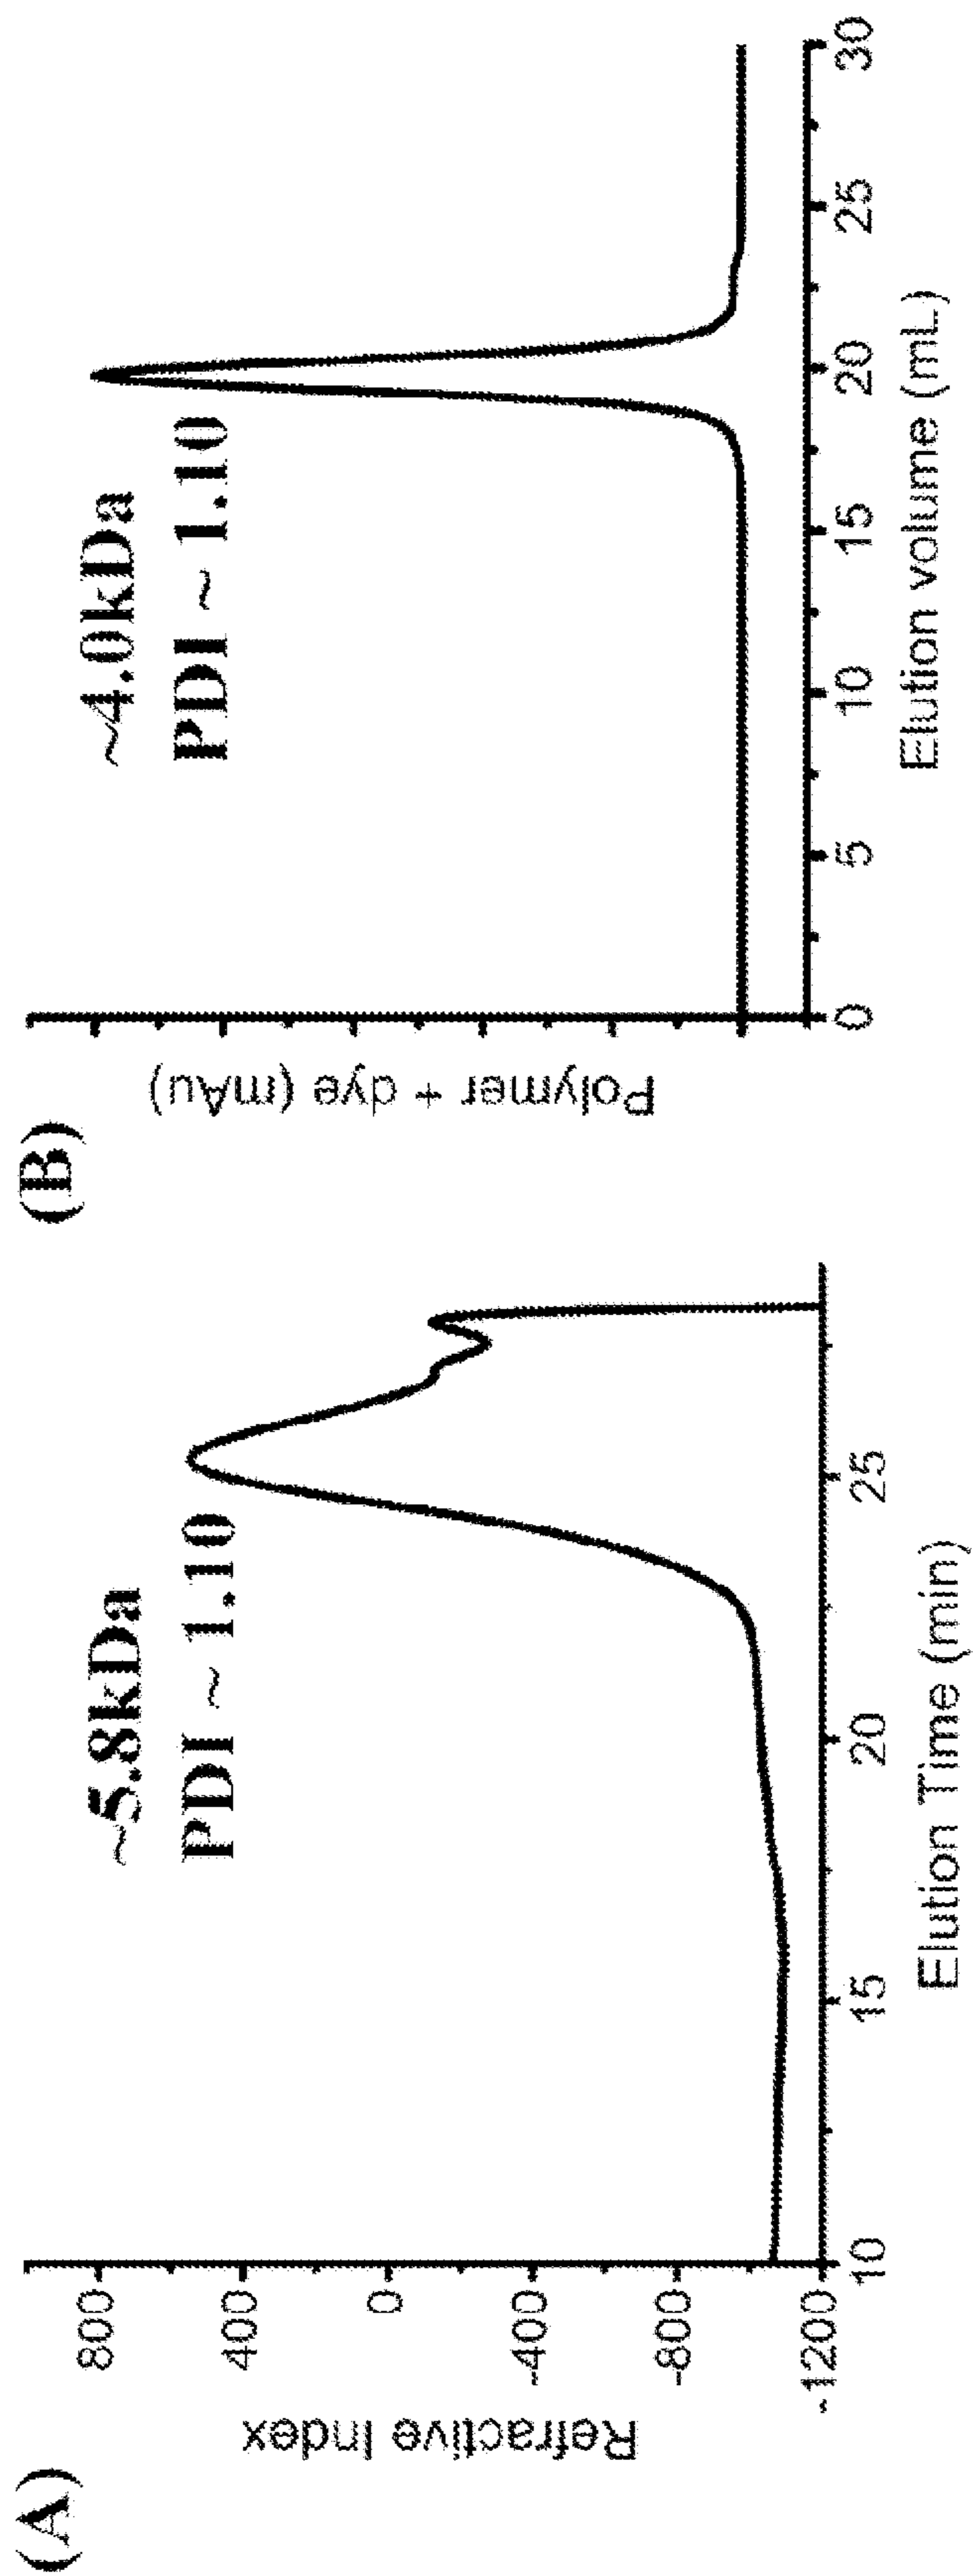 (A)
~5.8kDa
PDI ~ 1.10
Refractive Index
800
400
0
-400
-800
-1200
10
15
20
25
Elution Time (min)
(B)
~4.0kDa
PDI ~ 1.10
Polymer + dye (mAu)
0
5
10
15
20
25
30
Elution volume (mL)